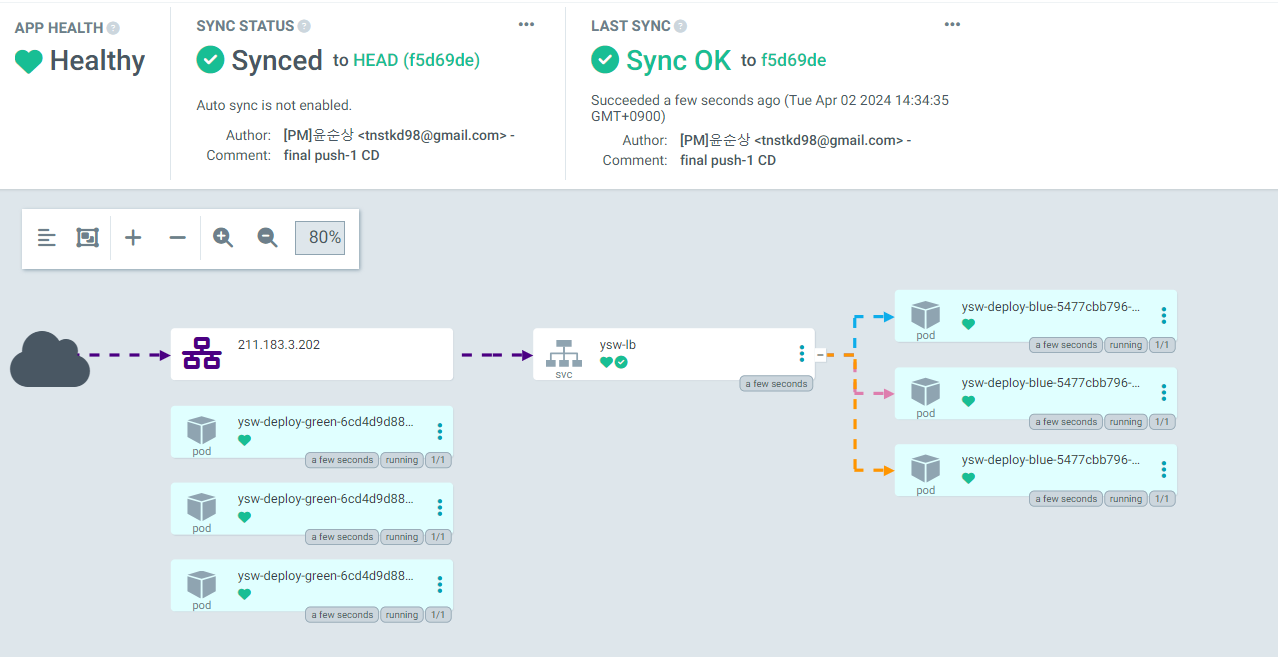 APP HEALTH
Healthy
SYNC STATUS
Synced to HEAD (f5d69de)
Auto sync is not enabled.
Author: [PM]윤순상 <tnstkd98@gmail.com> -
Comment: final push-1 CD
LAST SYNC
Sync OK to f5d69de
Succeeded a few seconds ago (Tue Apr 02 2024 14:34:35
GMT+0900)
Author: [PM]윤순상 <tnstkd98@gmail.com> -
Comment: final push-1 CD
80%
211.183.3.202
ysw-deploy-green-6cd4d9d88...
pod
a few seconds running 1/1
ysw-deploy-green-6cd4d9d88...
pod
a few seconds running 1/1
ysw-deploy-green-6cd4d9d88...
pod
a few seconds running 1/1
ysw-lb
svc
a few seconds
ysw-deploy-blue-5477cbb796-...
pod
a few seconds running 1/1
ysw-deploy-blue-5477cbb796-...
pod
a few seconds running 1/1
ysw-deploy-blue-5477cbb796-...
pod
a few seconds running 1/1